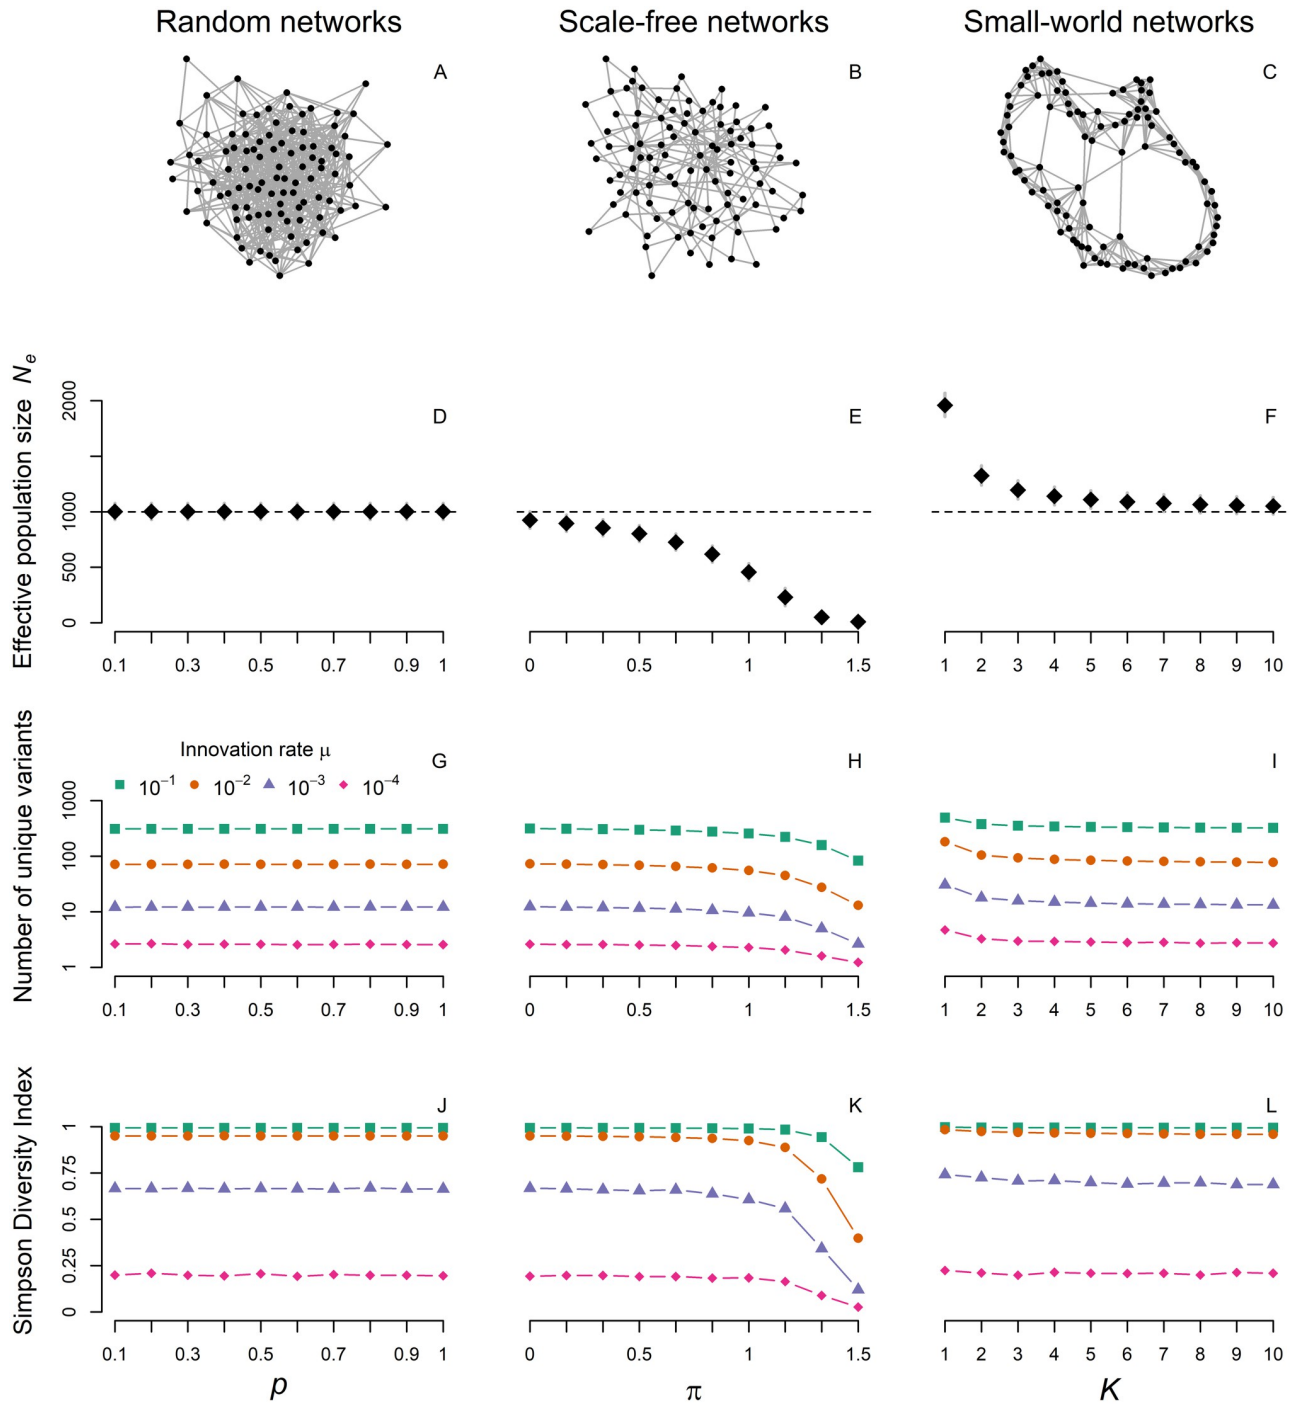 Random networks
Scale-free networks
Small-world networks
A
B
C
Effective population size Ne
2000
1000
500
0
D
E
F
0.1 0.3 0.5 0.7 0.9 1
0 0.5 1 1.5
1 2 3 4 5 6 7 8 9 10
Number of unique variants
1000
100
10
1
Innovation rate μ
10−1 10−2 10−3 10−4
G
H
I
0.1 0.3 0.5 0.7 0.9 1
0 0.5 1 1.5
1 2 3 4 5 6 7 8 9 10
Simpson Diversity Index
1
0.75
0.5
0.25
0
J
K
L
0.1 0.3 0.5 0.7 0.9 1
0 0.5 1 1.5
1 2 3 4 5 6 7 8 9 10
p
π
K